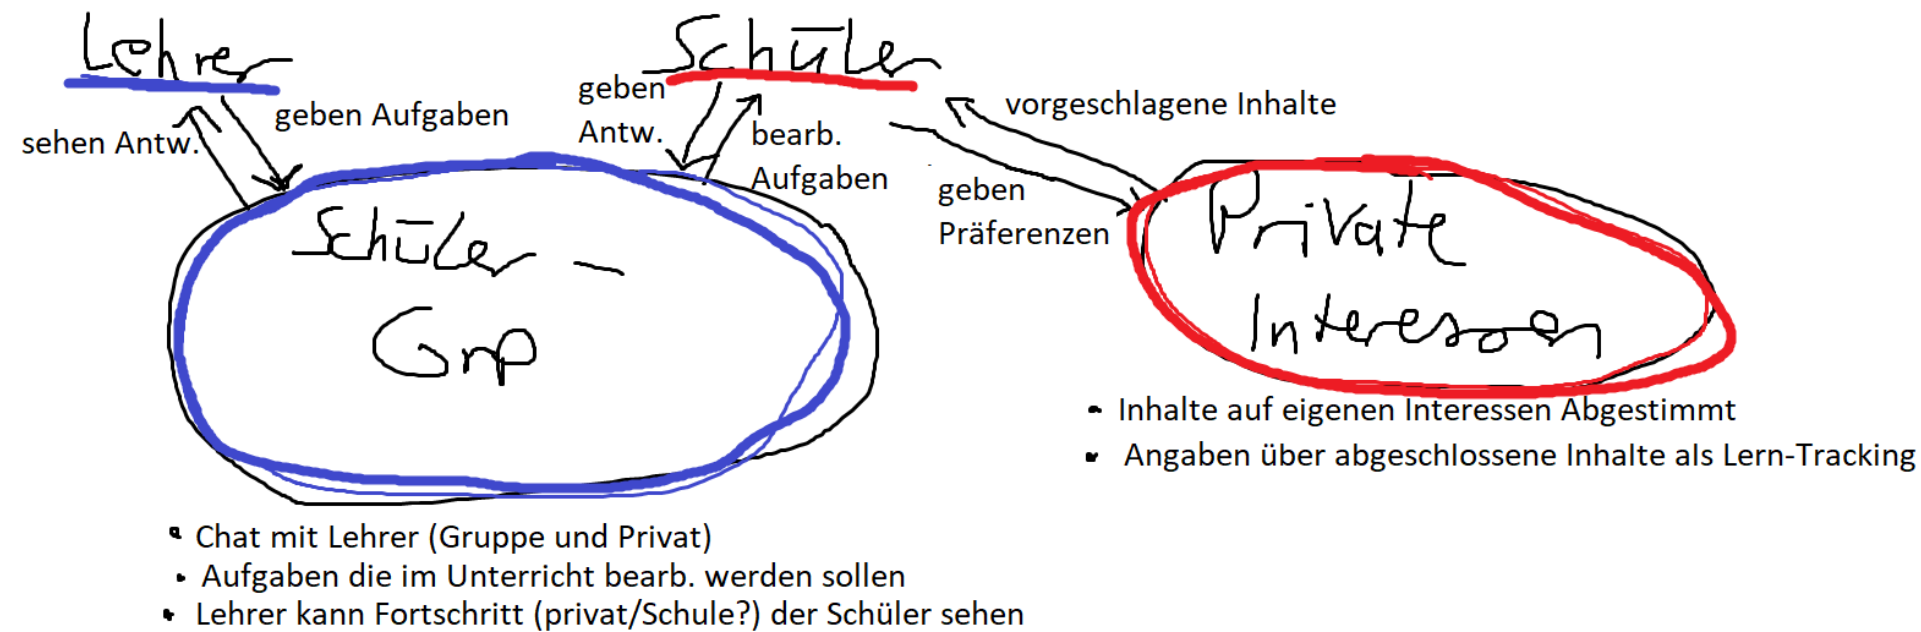 Lehrer
Schüler
geben Aufgaben
sehen Antw.
geben
Antw.
bearb.
Aufgaben
vorgeschlagene Inhalte
geben
Präferenzen
Schüler -
Grp
Private
Interessen
- Inhalte auf eigenen Interessen Abgestimmt
- Angaben über abgeschlossene Inhalte als Lern-Tracking
• Chat mit Lehrer (Gruppe und Privat)
• Aufgaben die im Unterricht bearb. werden sollen
• Lehrer kann Fortschritt (privat/Schule?) der Schüler sehen